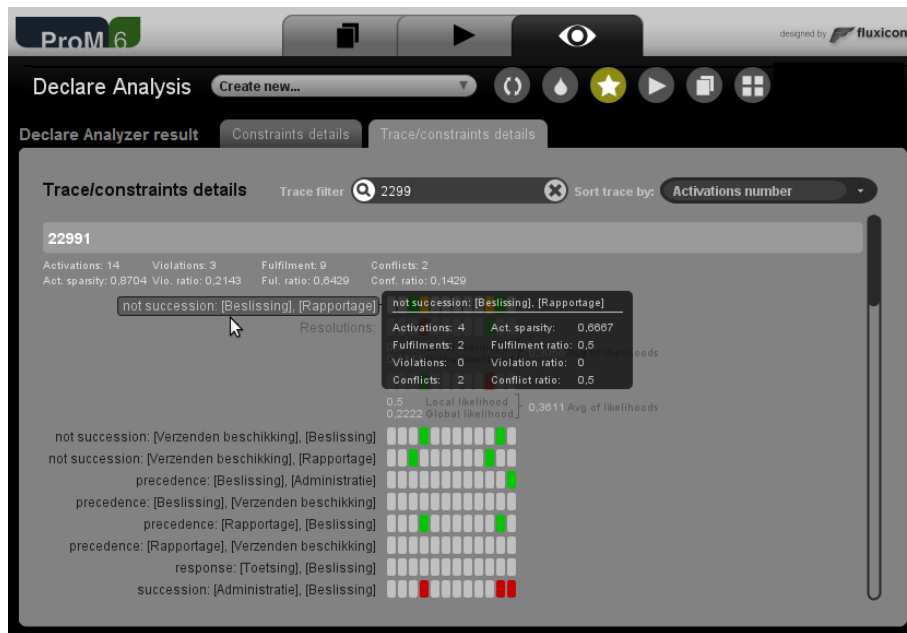 ProM 6
designed by fluxicon
Declare Analysis Create new...
Declare Analyzer result Constraints details Trace/constraints details
Trace/constraints details Trace filter 2299 Sort trace by: Activations number
22991
Activations: 14 Violations: 3 Fulfilment: 9 Conflicts: 2
Act. sparsity: 0,8704 Vio. ratio: 0,2143 Ful. ratio: 0,6429 Conf. ratio: 0,1429
not succession: [Beslissing], [Rapportage]
Resolutions:
not succession: [Beslissing], [Rapportage]
Activations: 4 Act. sparsity: 0,6667
Fulfilments: 2 Fulfilment ratio: 0,5
Violations: 0 Violation ratio: 0
Conflicts: 2 Conflict ratio: 0,5
Avg of likelihoods
0,5 Local likelihood
0,2222 Global likelihood
0,3611 Avg of likelihoods
not succession: [Verzenden beschikking], [Beslissing]
not succession: [Verzenden beschikking], [Rapportage]
precedence: [Beslissing], [Administratie]
precedence: [Beslissing], [Verzenden beschikking]
precedence: [Rapportage], [Beslissing]
precedence: [Rapportage], [Verzenden beschikking]
response: [Toetsing], [Beslissing]
succession: [Administratie], [Beslissing]